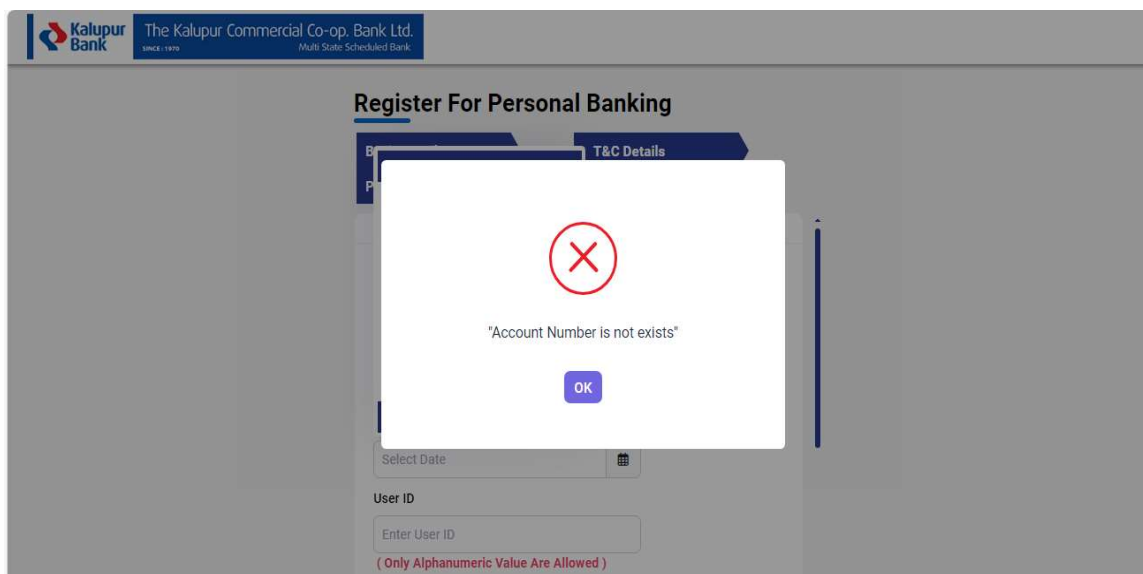 Kalupur
Bank
The Kalupur Commercial Co-op. Bank Ltd.
SINCE : 1970
Multi State Scheduled Bank
Register For Personal Banking
T&C Details
"Account Number is not exists"
OK
Select Date
User ID
Enter User ID
( Only Alphanumeric Value Are Allowed )